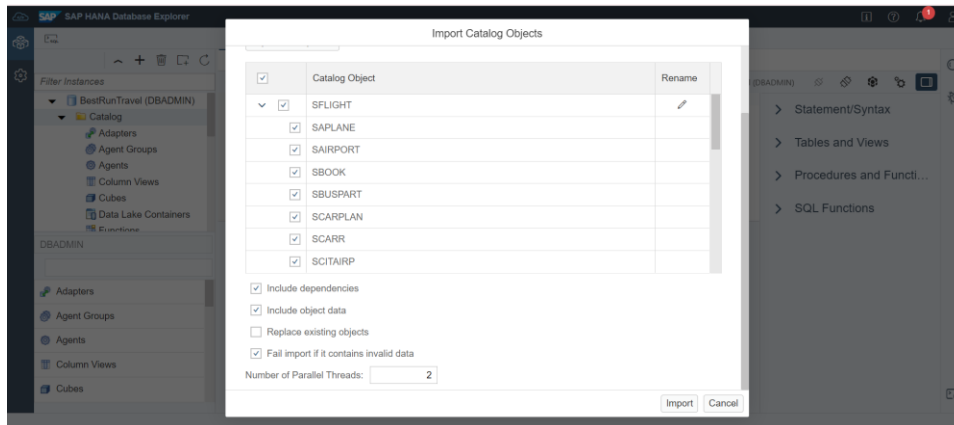 SAP SAP HANA Database Explorer
1
Import Catalog Objects
Filter Instances
BestRunTravel (DBADMIN)
Catalog
Adapters
Agent Groups
Agents
Column Views
Cubes
Data Lake Containers
Functions
DBADMIN
Adapters
Agent Groups
Agents
Column Views
Cubes
Catalog Object Rename
SFLIGHT
SAPLANE
SAIRPORT
SBOOK
SBUSPART
SCARPLAN
SCARR
SCITAIRP
Include dependencies
Include object data
Replace existing objects
Fail import if it contains invalid data
Number of Parallel Threads: 2
Import Cancel
(DBADMIN)
Statement/Syntax
Tables and Views
Procedures and Functi...
SQL Functions